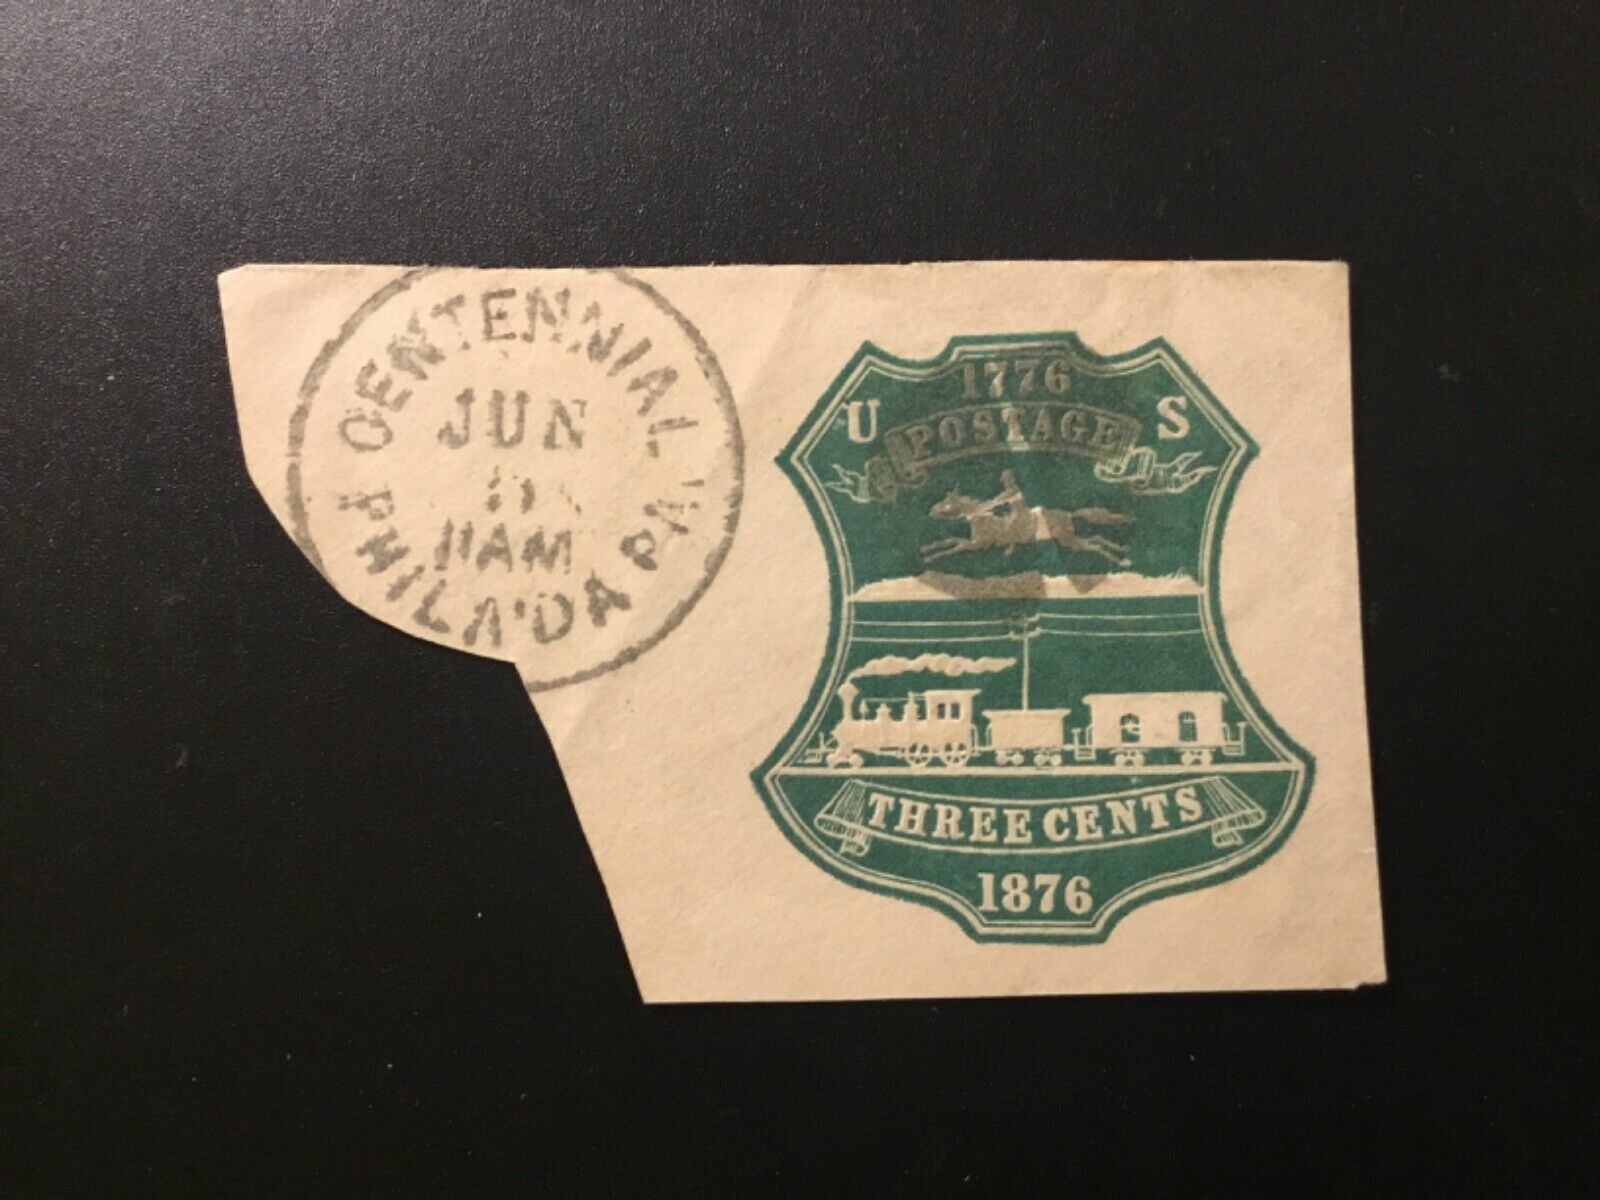 CENTENNIAL
JUN
11AM
PHILA'DA PA
1776
U S
POSTAGE
THREE CENTS
1876